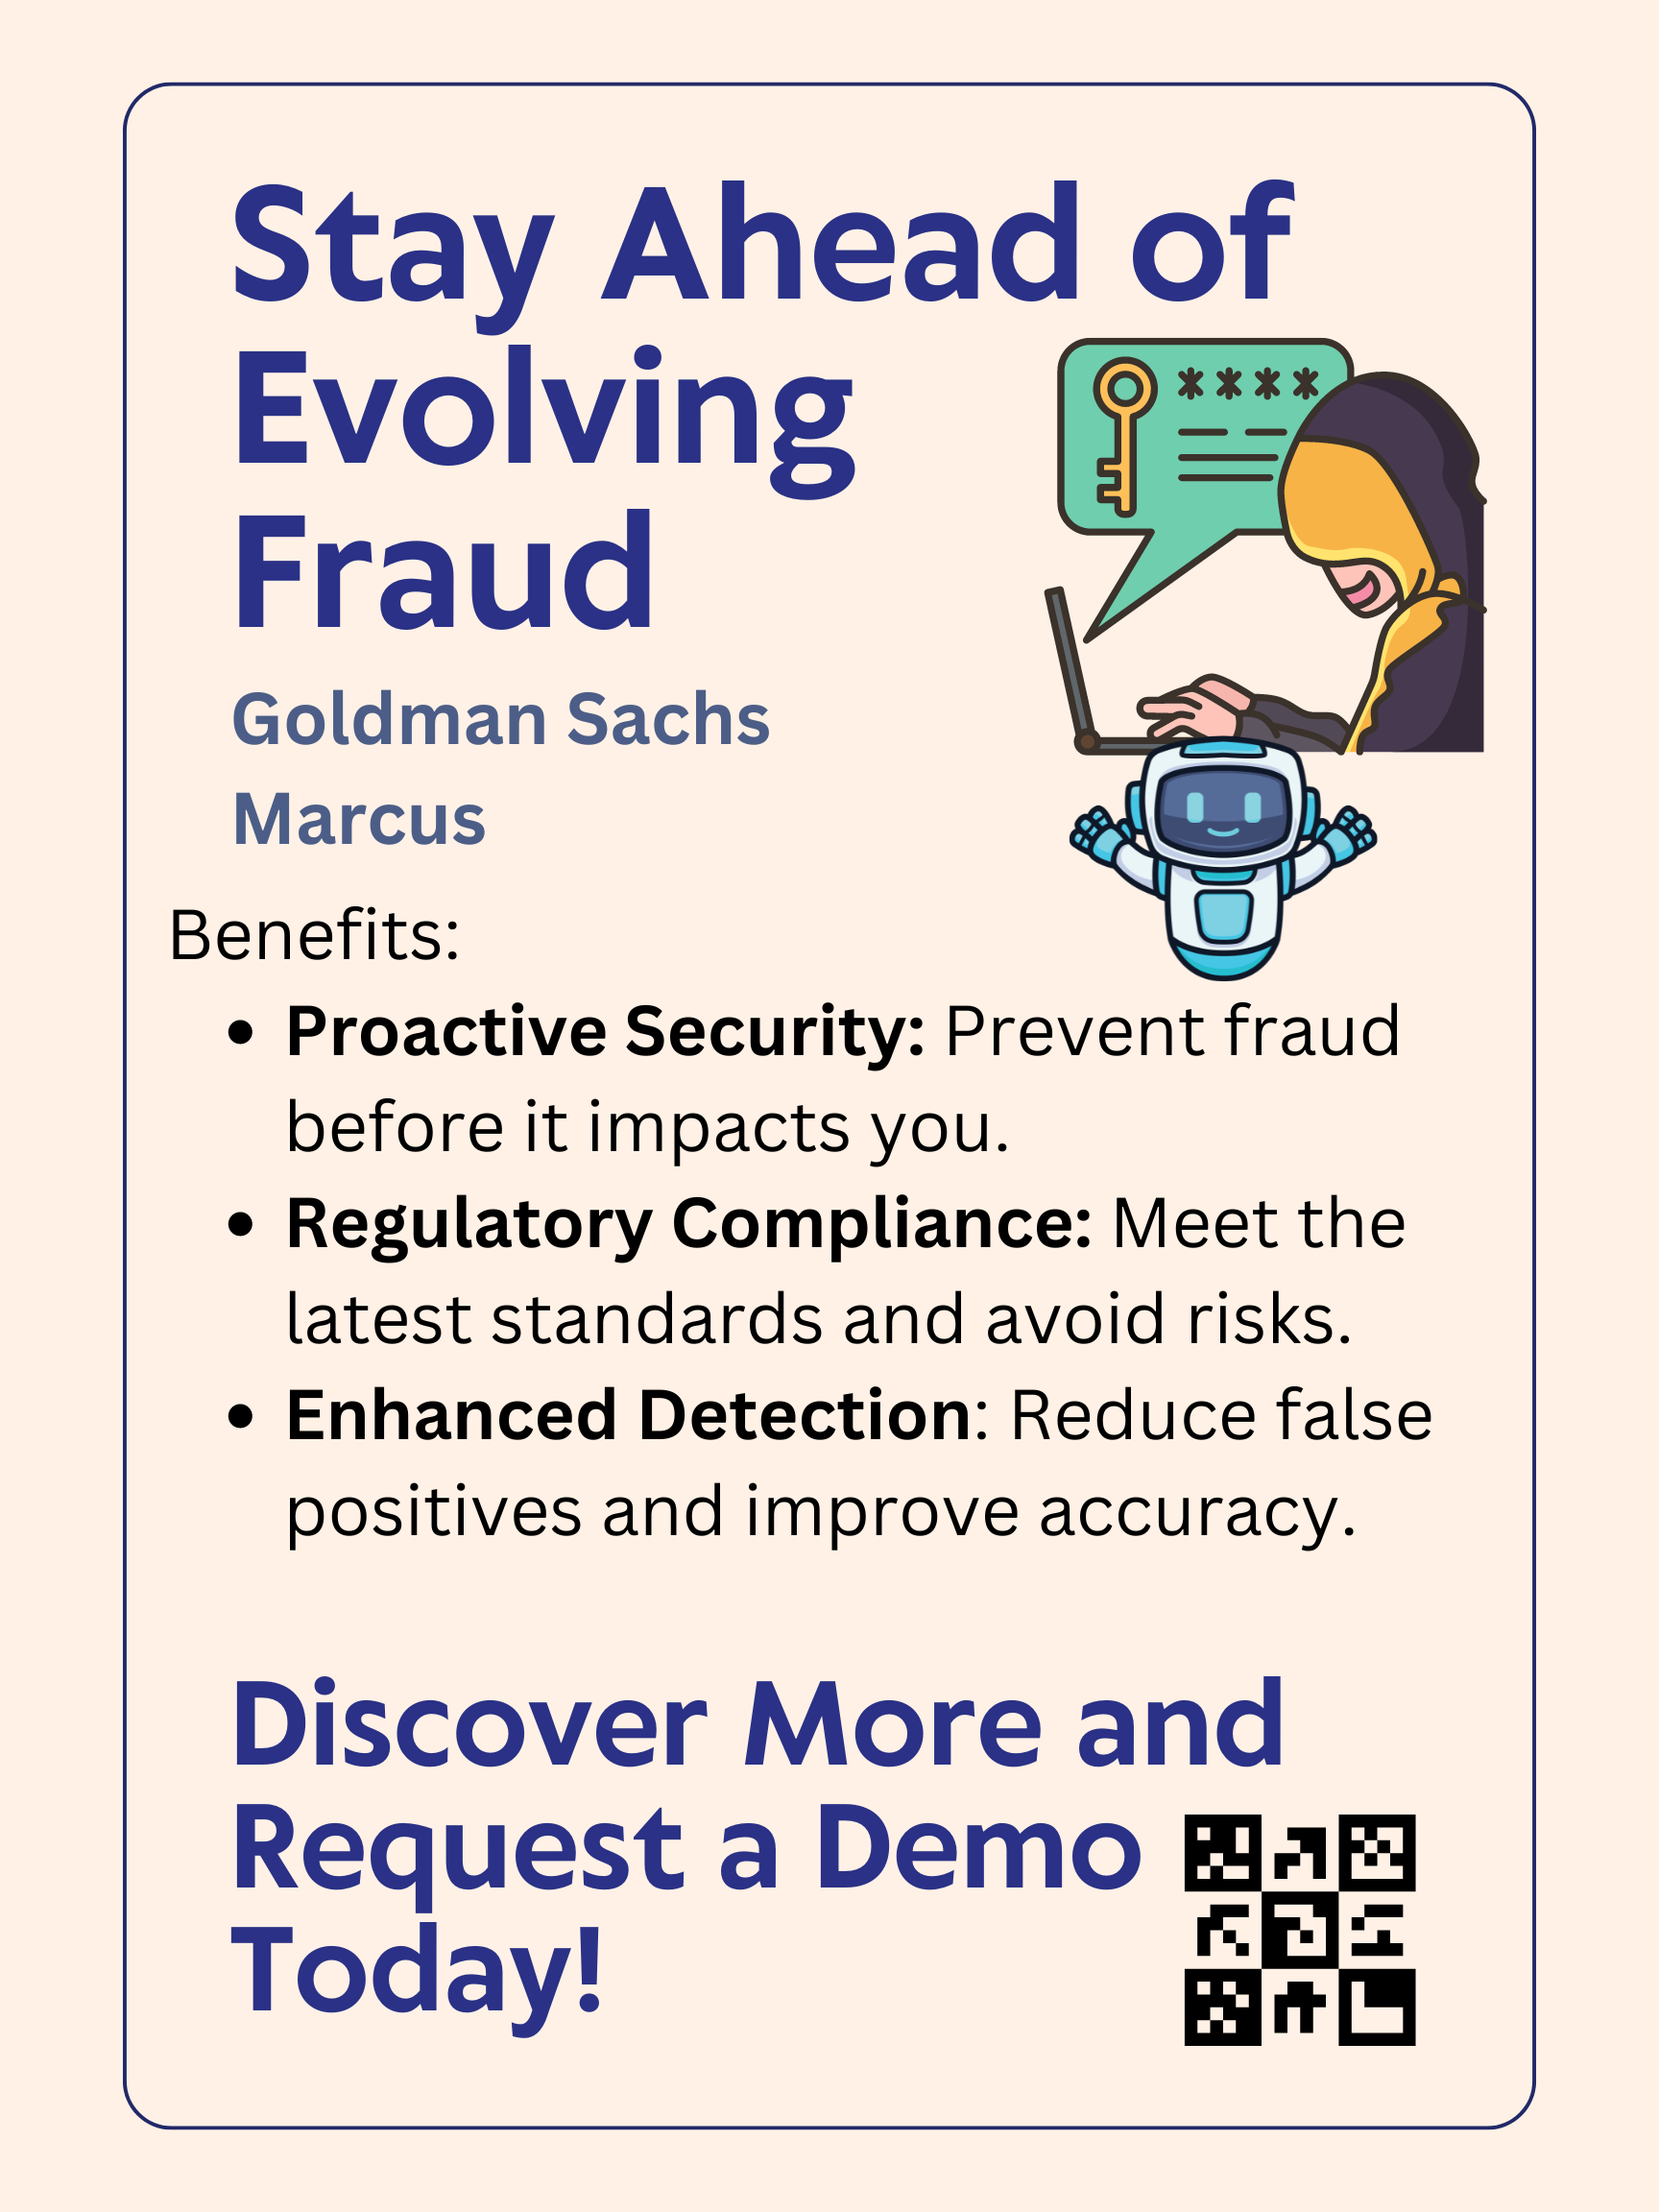 Stay Ahead of
Evolving
Fraud
****
Goldman Sachs
Marcus
Benefits:
• Proactive Security: Prevent fraud
before it impacts you.
• Regulatory Compliance: Meet the
latest standards and avoid risks.
• Enhanced Detection: Reduce false
positives and improve accuracy.
Discover More and
Request a Demo
Today!